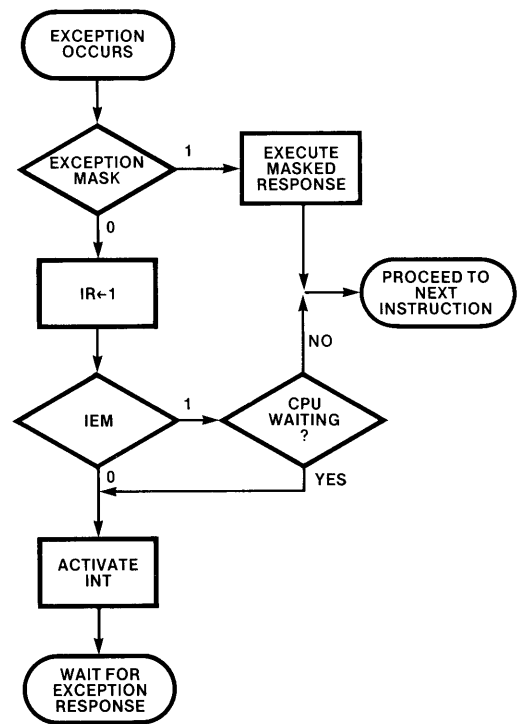 EXCEPTION
OCCURS
EXCEPTION
MASK
1
EXECUTE
MASKED
RESPONSE
0
IR←1
PROCEED TO
NEXT
INSTRUCTION
NO
IEM
1
CPU
WAITING
?
0
YES
ACTIVATE
INT
WAIT FOR
EXCEPTION
RESPONSE